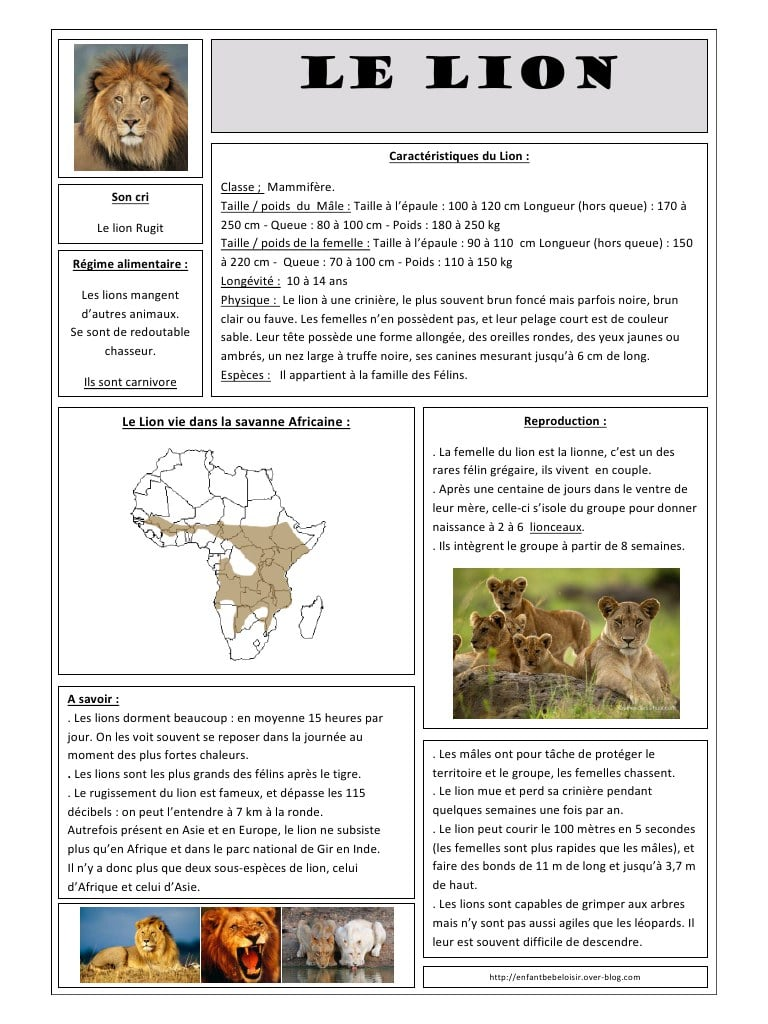 LE LION
Son cri
Le lion Rugit
Régime alimentaire :
Les lions mangent
d’autres animaux.
Se sont de redoutable
chasseur.
Ils sont carnivore
Caractéristiques du Lion :
Classe ; Mammifère.
Taille / poids du Mâle : Taille à l’épaule : 100 à 120 cm Longueur (hors queue) : 170 à
250 cm - Queue : 80 à 100 cm - Poids : 180 à 250 kg
Taille / poids de la femelle : Taille à l’épaule : 90 à 110 cm Longueur (hors queue) : 150
à 220 cm - Queue : 70 à 100 cm - Poids : 110 à 150 kg
Longévité : 10 à 14 ans
Physique : Le lion à une crinière, le plus souvent brun foncé mais parfois noire, brun
clair ou fauve. Les femelles n’en possèdent pas, et leur pelage court est de couleur
sable. Leur tête possède une forme allongée, des oreilles rondes, des yeux jaunes ou
ambrés, un nez large à truffe noire, ses canines mesurant jusqu’à 6 cm de long.
Espèces : Il appartient à la famille des Félins.
Le Lion vie dans la savanne Africaine :
Reproduction :
. La femelle du lion est la lionne, c’est un des
rares félin grégaire, ils vivent en couple.
. Après une centaine de jours dans le ventre de
leur mère, celle-ci s’isole du groupe pour donner
naissance à 2 à 6 lionceaux.
. Ils intègrent le groupe à partir de 8 semaines.
A savoir :
. Les lions dorment beaucoup : en moyenne 15 heures par
jour. On les voit souvent se reposer dans la journée au
moment des plus fortes chaleurs.
. Les lions sont les plus grands des félins après le tigre.
. Le rugissement du lion est fameux, et dépasse les 115
décibels : on peut l’entendre à 7 km à la ronde.
Autrefois présent en Asie et en Europe, le lion ne subsiste
plus qu’en Afrique et dans le parc national de Gir en Inde.
Il n’y a donc plus que deux sous-espèces de lion, celui
d’Afrique et celui d’Asie.
. Les mâles ont pour tâche de protéger le
territoire et le groupe, les femelles chassent.
. Le lion mue et perd sa crinière pendant
quelques semaines une fois par an.
. Le lion peut courir le 100 mètres en 5 secondes
(les femelles sont plus rapides que les mâles), et
faire des bonds de 11 m de long et jusqu’à 3,7 m
de haut.
. Les lions sont capables de grimper aux arbres
mais n’y sont pas aussi agiles que les léopards. Il
leur est souvent difficile de descendre.
http://enfantbebeloisir.over-blog.com